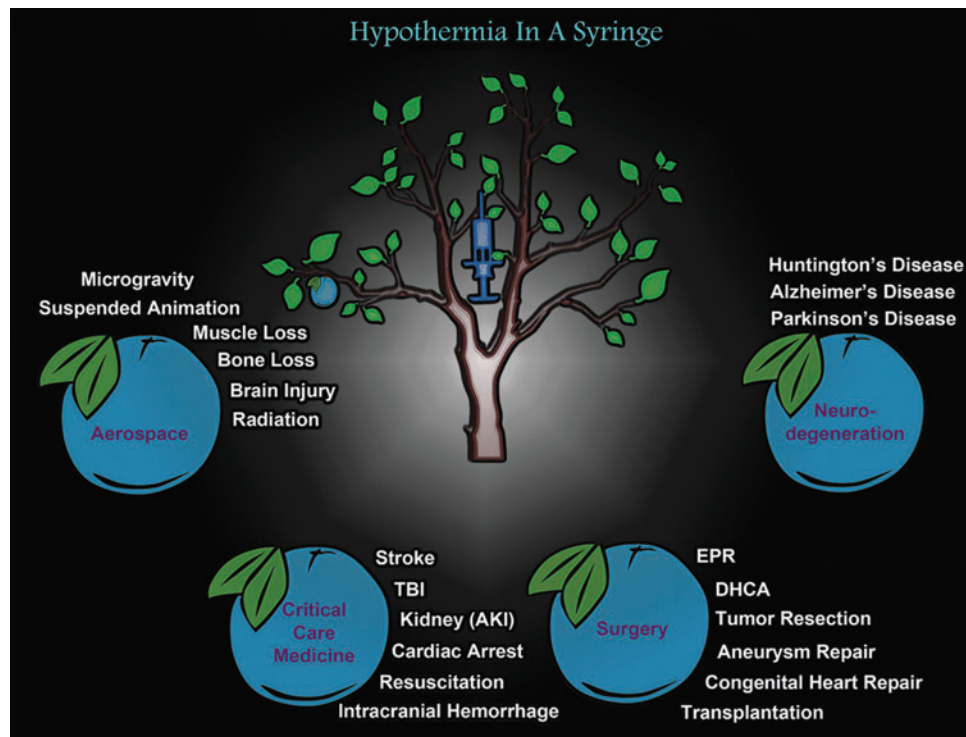 Hypothermia In A Syringe
Microgravity
Suspended Animation
Muscle Loss
Bone Loss
Brain Injury
Radiation
Aerospace
Huntington's Disease
Alzheimer's Disease
Parkinson's Disease
Neuro-
degeneration
Stroke
TBI
Kidney (AKI)
Cardiac Arrest
Resuscitation
Intracranial Hemorrhage
Critical
Care
Medicine
EPR
DHCA
Tumor Resection
Aneurysm Repair
Congenital Heart Repair
Transplantation
Surgery